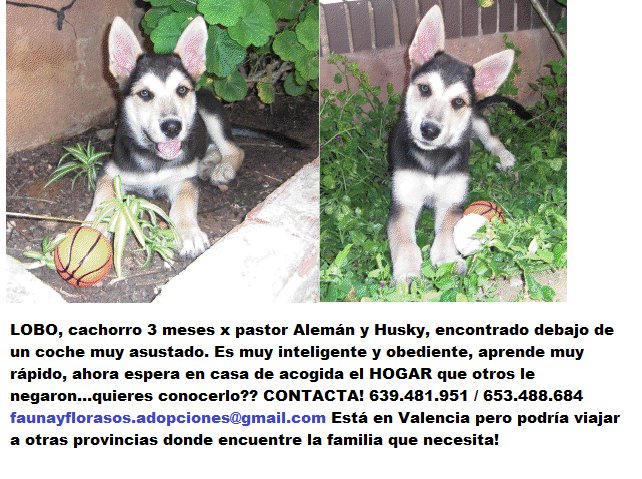 LOBO, cachorro 3 meses x pastor Alemán y Husky, encontrado debajo de
un coche muy asustado. Es muy inteligente y obediente, aprende muy
rápido, ahora espera en casa de acogida el HOGAR que otros le
negaron...quieres conocerlo?? CONTACTA! 639.481.951 / 653.488.684
faunayflorasos.adopciones@gmail.com Está en Valencia pero podría viajar
a otras provincias donde encuentre la familia que necesita!